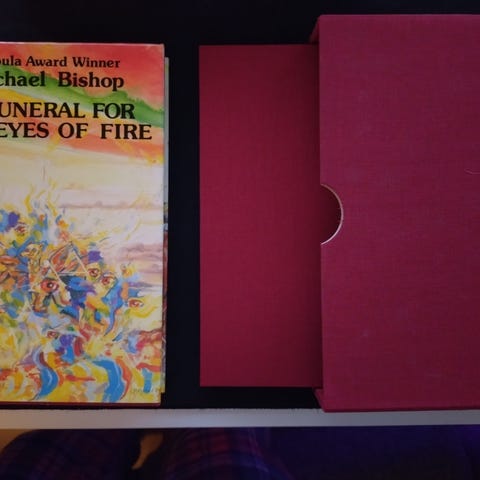 bula Award Winner
chael Bishop
UNERAL FOR
EYES OF FIRE